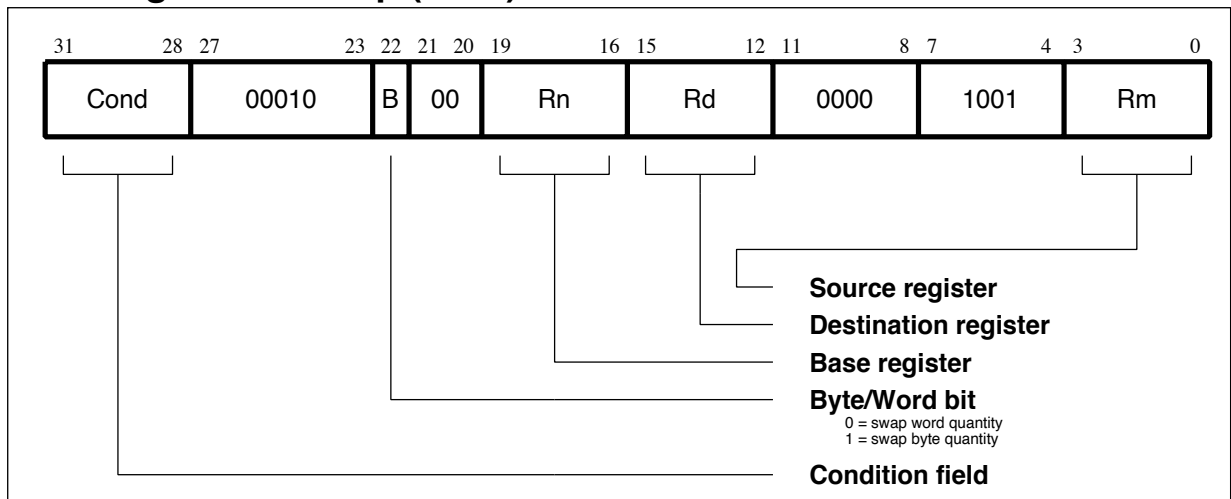 31 28 27 23 22 21 20 19 16 15 12 11 8 7 4 3 0
Cond 00010 B 00 Rn Rd 0000 1001 Rm
Source register
Destination register
Base register
Byte/Word bit
0 = swap word quantity
1 = swap byte quantity
Condition field